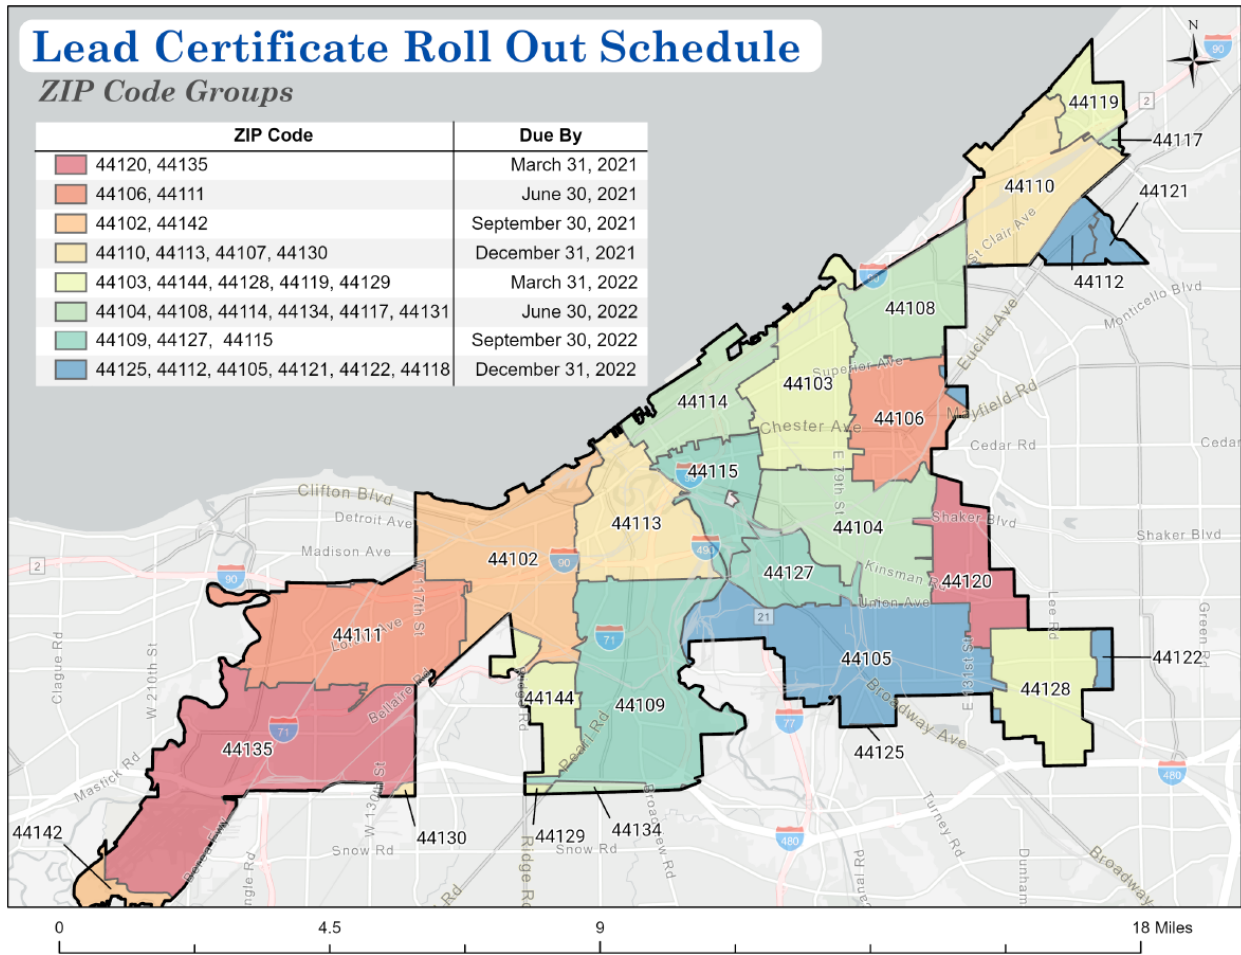 Lead Certificate Roll Out Schedule
ZIP Code Groups
ZIP Code Due By
44120, 44135 March 31, 2021
44106, 44111 June 30, 2021
44102, 44142 September 30, 2021
44110, 44113, 44107, 44130 December 31, 2021
44103, 44144, 44128, 44119, 44129 March 31, 2022
44104, 44108, 44114, 44134, 44117, 44131 June 30, 2022
44109, 44127, 44115 September 30, 2022
44125, 44112, 44105, 44121, 44122, 44118 December 31, 2022
N
90
44119
2
44117
44110
44121
St Clair Ave
44112
Monticello Blvd
44108
Euclid Ave
Superior Ave
44103
44114
44106
Mayfield Rd
Chester Ave
Cedar Rd
Cedar
44115
E 79th St
Clifton Blvd
Detroit Ave
44113
44104
Shaker Blvd
Shaker Blvd
Madison Ave
44102
90
490
2
90
W 117th St
44127
Kinsman Rd
44120
Union Ave
21
Lee Rd
Green Rd
44111
71
Clague Rd
W 210th St
44105
E 131st St
44122
44128
Bellaire Rd
44144
44109
71
44135
Pearl Rd
77
Broadway Ave
44125
Mastick Rd
W 130th St
480
44142
44130
44129
44134
Broadview Rd
480
Turney Rd
Snow Rd
Snow Rd
Ridge Rd
Dunham
Broadway
Rd
0 4.5 9 18 Miles